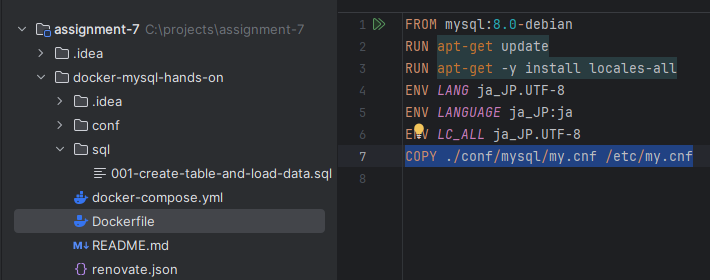 assignment-7 C:\projects\assignment-7
.idea
docker-mysql-hands-on
.idea
conf
sql
001-create-table-and-load-data.sql
docker-compose.yml
Dockerfile
README.md
renovate.json
1 FROM mysql:8.0-debian
2 RUN apt-get update
3 RUN apt-get -y install locales-all
4 ENV LANG ja_JP.UTF-8
5 ENV LANGUAGE ja_JP:ja
6 ENV LC_ALL ja_JP.UTF-8
7 COPY ./conf/mysql/my.cnf /etc/my.cnf
8